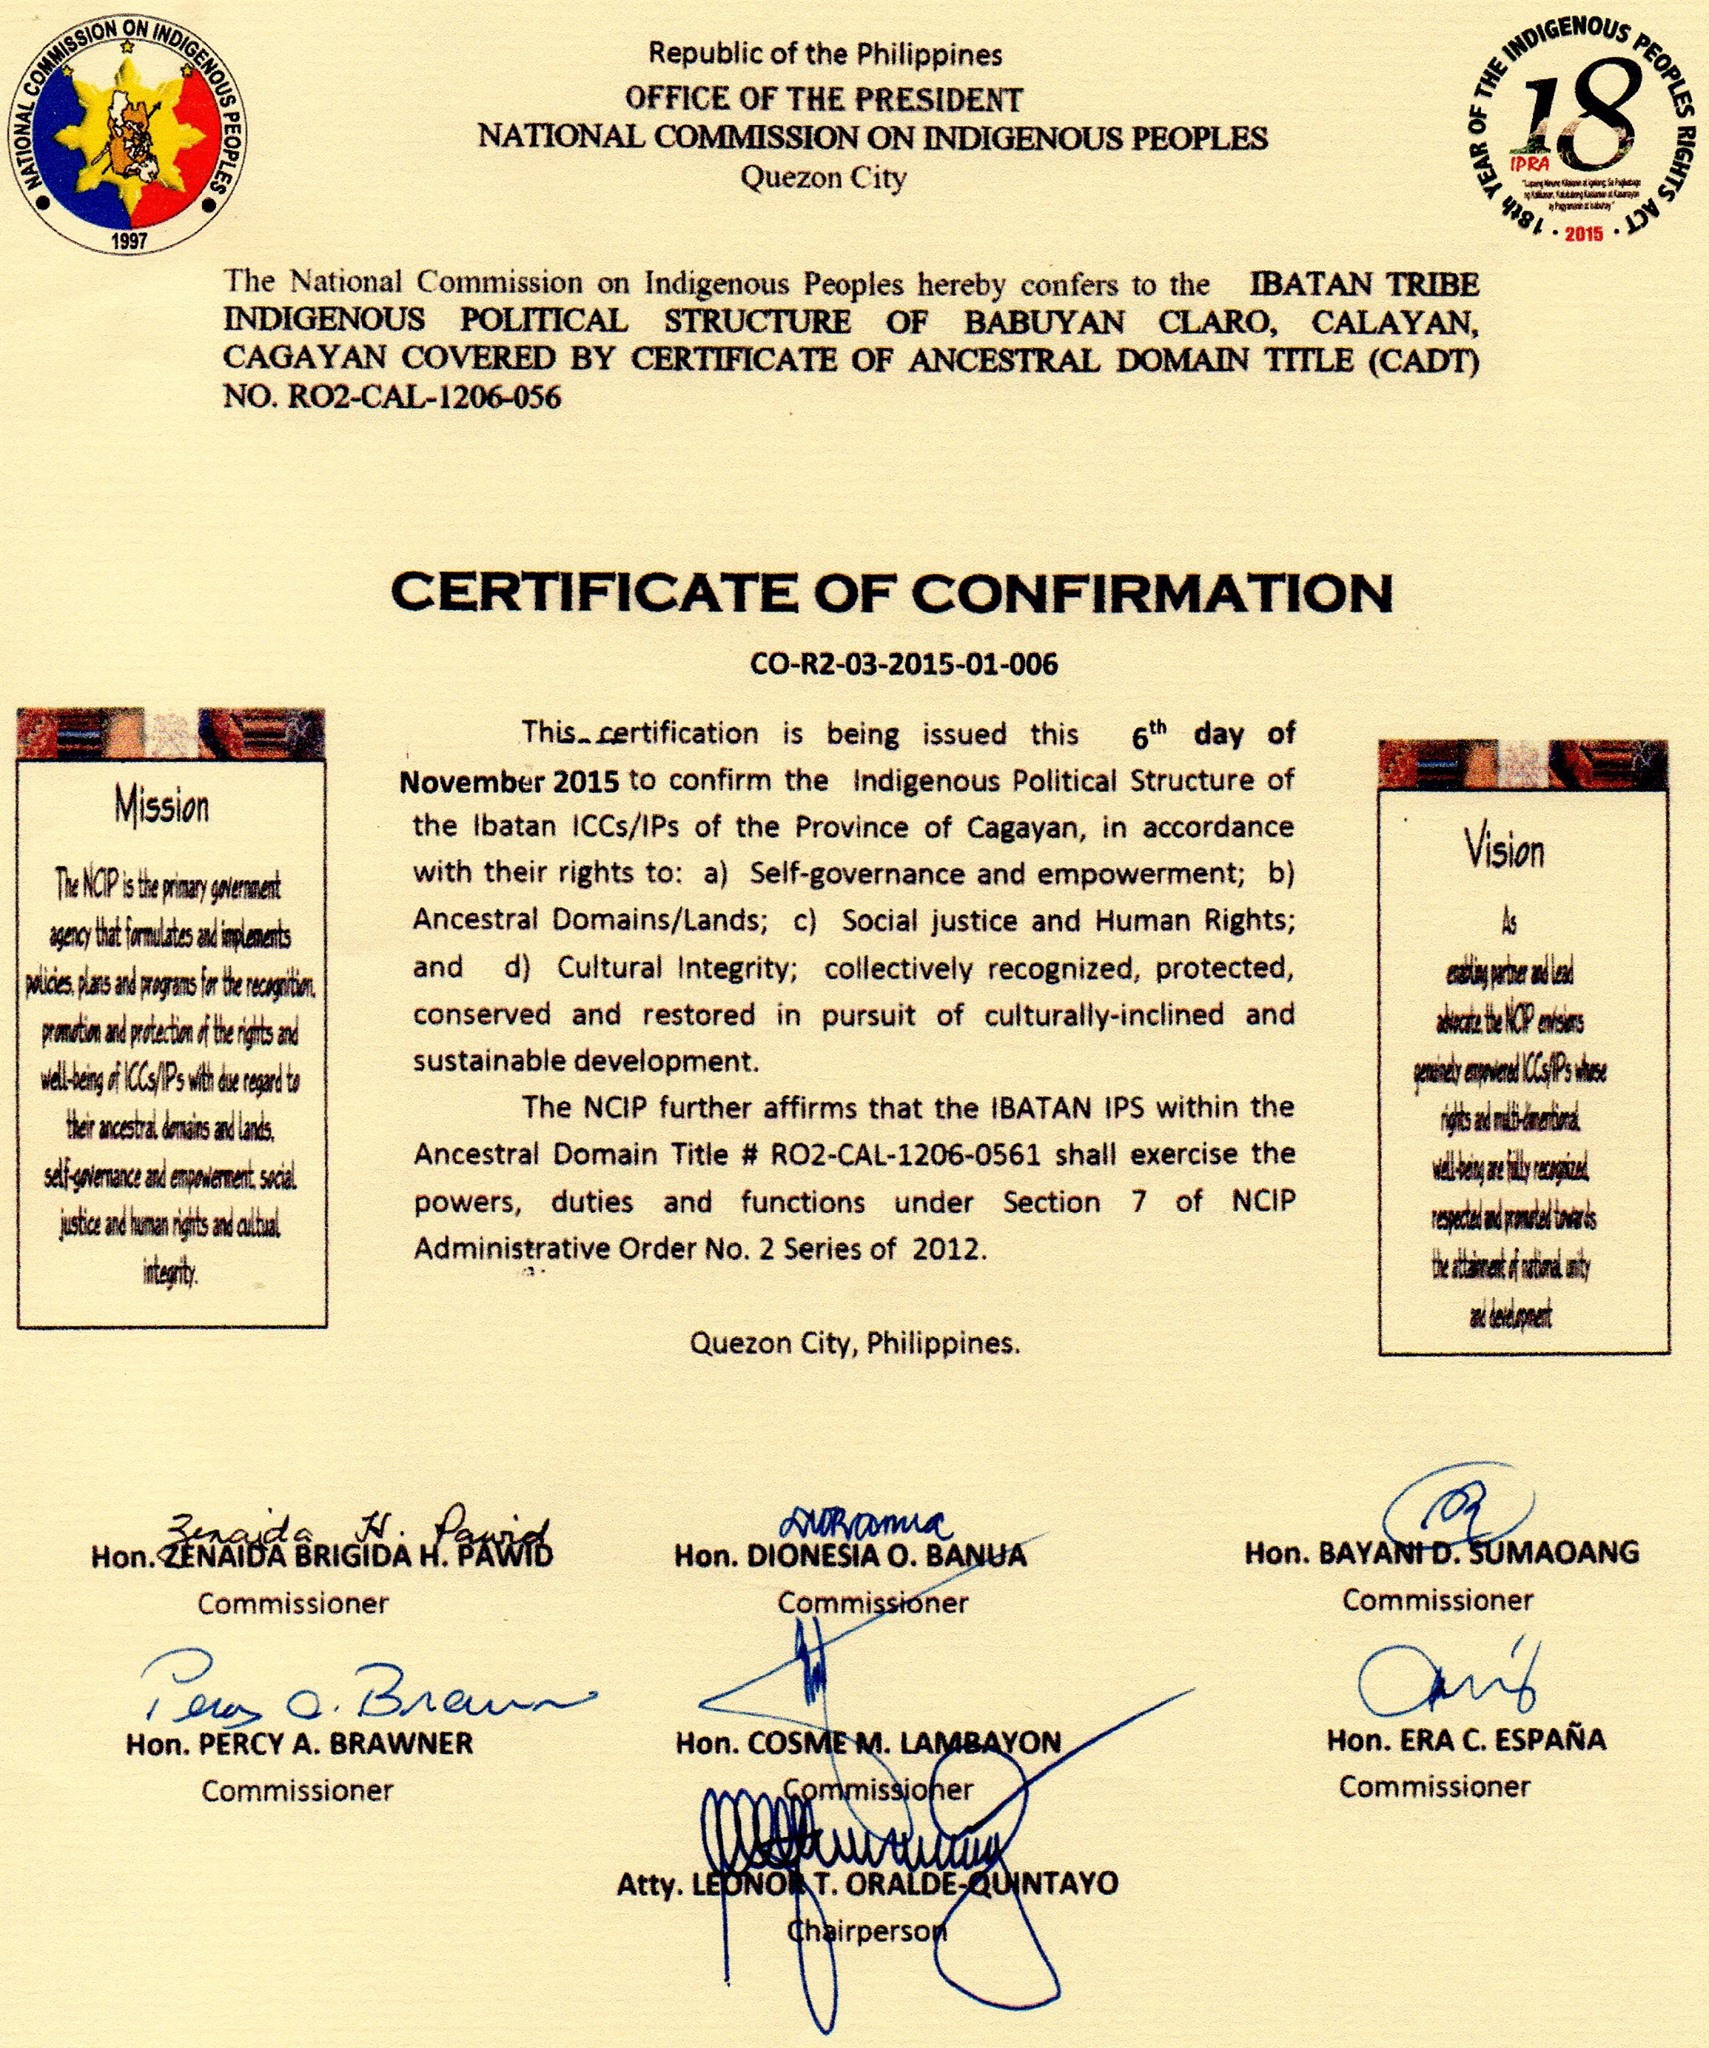 NATIONAL COMMISSION ON INDIGENOUS PEOPLES
1997
Republic of the Philippines
OFFICE OF THE PRESIDENT
NATIONAL COMMISSION ON INDIGENOUS PEOPLES
Quezon City
18th YEAR OF THE INDIGENOUS PEOPLES RIGHTS ACT
18
IPRA
2015
The National Commission on Indigenous Peoples hereby confers to the IBATAN TRIBE
INDIGENOUS POLITICAL STRUCTURE OF BABUYAN CLARO, CALAYAN,
CAGAYAN COVERED BY CERTIFICATE OF ANCESTRAL DOMAIN TITLE (CADT)
NO. RO2-CAL-1206-056
CERTIFICATE OF CONFIRMATION
CO-R2-03-2015-01-006
This certification is being issued this 6th day of
November 2015 to confirm the Indigenous Political Structure of
the Ibatan ICCs/IPs of the Province of Cagayan, in accordance
with their rights to: a) Self-governance and empowerment; b)
Ancestral Domains/Lands; c) Social justice and Human Rights;
and d) Cultural Integrity; collectively recognized, protected,
conserved and restored in pursuit of culturally-inclined and
sustainable development.
The NCIP further affirms that the IBATAN IPS within the
Ancestral Domain Title # RO2-CAL-1206-0561 shall exercise the
powers, duties and functions under Section 7 of NCIP
Administrative Order No. 2 Series of 2012.
Quezon City, Philippines.
Mission
The NCIP is the primary government
agency that formulates and implements
policies, plans and programs for the recognition,
promotion and protection of the rights and
well-being of ICCs/IPs with due regard to
their ancestral domains and lands,
self-governance and empowerment, social
justice and human rights and cultual
integrity.
Vision
As
enabling partner and lead
advocate, the NCIP envisions
genuinely empowered ICCs/IPs whose
rights and multi-dimentional
well-being are fully recognized,
respected and promoted towards
the attainment of national unity
and development
Zenaida H. Pawid
Hon. ZENAIDA BRIGIDA H. PAWID
Commissioner
Hon. DIONESIA O. BANUA
Commissioner
Hon. BAYANI D. SUMAOANG
Commissioner
Percy A. Brawner
Hon. PERCY A. BRAWNER
Commissioner
Hon. COSME M. LAMBAYON
Commissioner
Hon. ERA C. ESPAÑA
Commissioner
Atty. LEONOR T. ORALDE-QUINTAYO
Chairperson